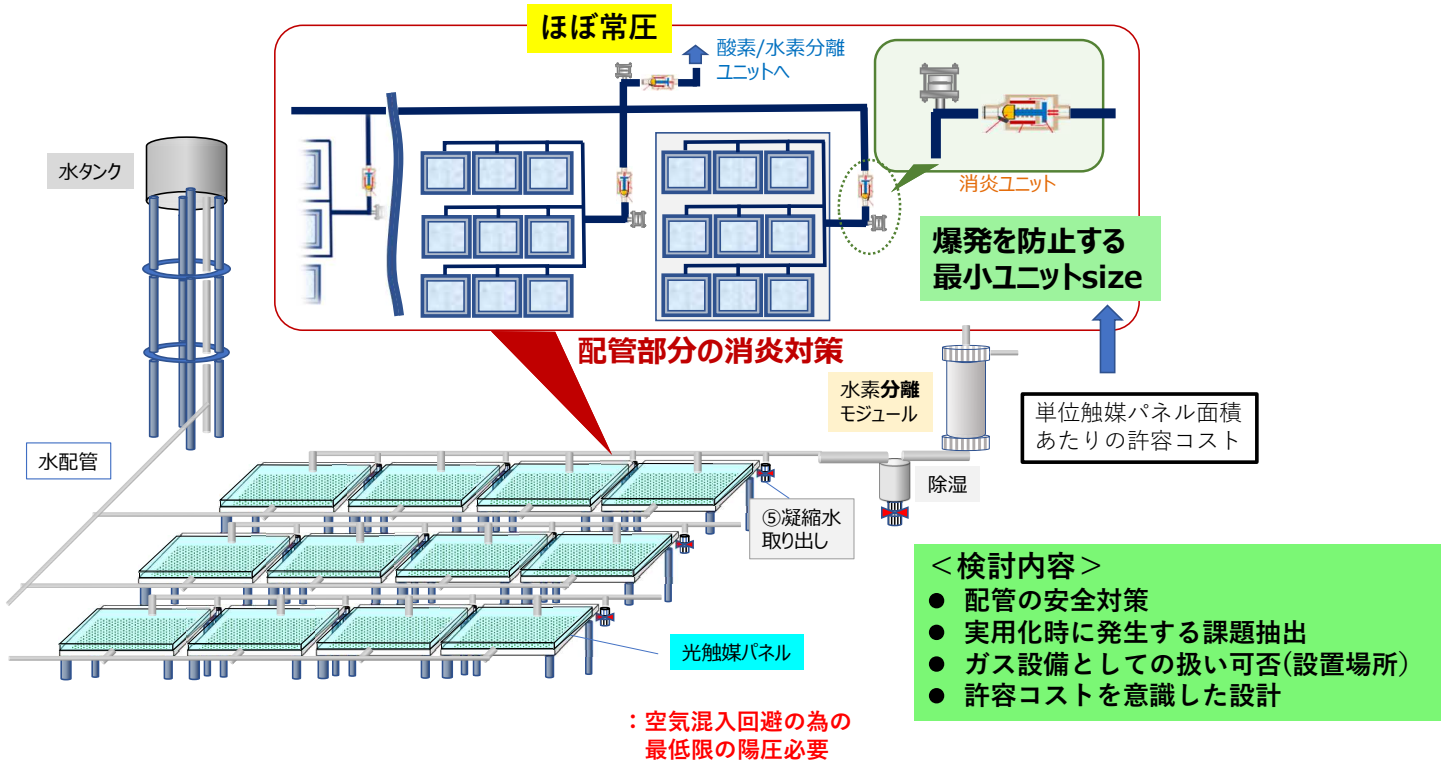 ほぼ常圧
酸素/水素分離
ユニットへ
消炎ユニット
爆発を防止する
最小ユニットsize
配管部分の消炎対策
水タンク
水配管
水素分離
モジュール
単位触媒パネル面積
あたりの許容コスト
除湿
⑤凝縮水
取り出し
光触媒パネル
＜検討内容＞
● 配管の安全対策
● 実用化時に発生する課題抽出
● ガス設備としての扱い可否(設置場所)
● 許容コストを意識した設計
：空気混入回避の為の
最低限の陽圧必要